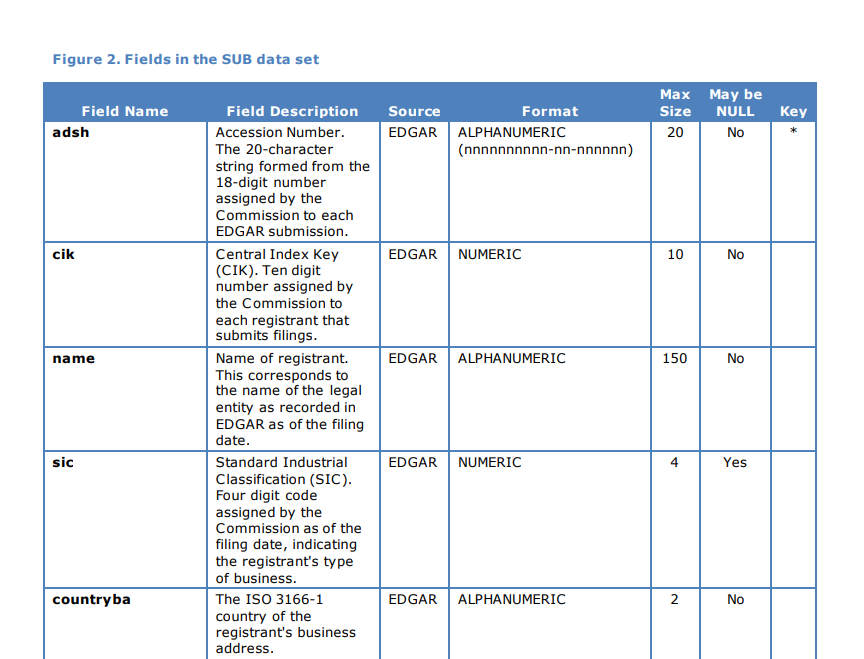 Figure 2. Fields in the SUB data set
Field Name Field Description Source Format Max Size May be NULL Key
adsh Accession Number. EDGAR ALPHANUMERIC 20 No *
The 20-character (nnnnnnnnnn-nn-nnnnnn)
string formed from the
18-digit number
assigned by the
Commission to each
EDGAR submission.
cik Central Index Key EDGAR NUMERIC 10 No
(CIK). Ten digit
number assigned by
the Commission to
each registrant that
submits filings.
name Name of registrant. EDGAR ALPHANUMERIC 150 No
This corresponds to
the name of the legal
entity as recorded in
EDGAR as of the filing
date.
sic Standard Industrial EDGAR NUMERIC 4 Yes
Classification (SIC).
Four digit code
assigned by the
Commission as of the
filing date, indicating
the registrant's type
of business.
countryba The ISO 3166-1 EDGAR ALPHANUMERIC 2 No
country of the
registrant's business
address.